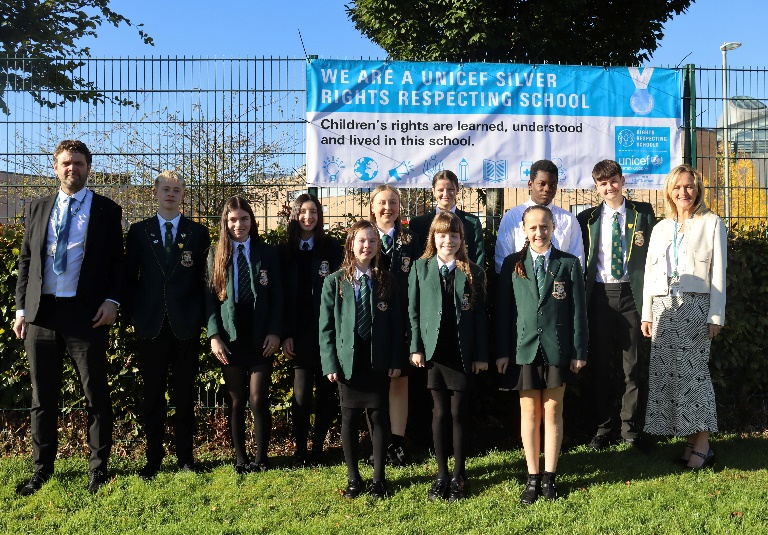 WE ARE A UNICEF SILVER
RIGHTS RESPECTING SCHOOL
Children's rights are learned, understood
and lived in this school.
RIGHTS
RESPECTING
SCHOOLS
unicef